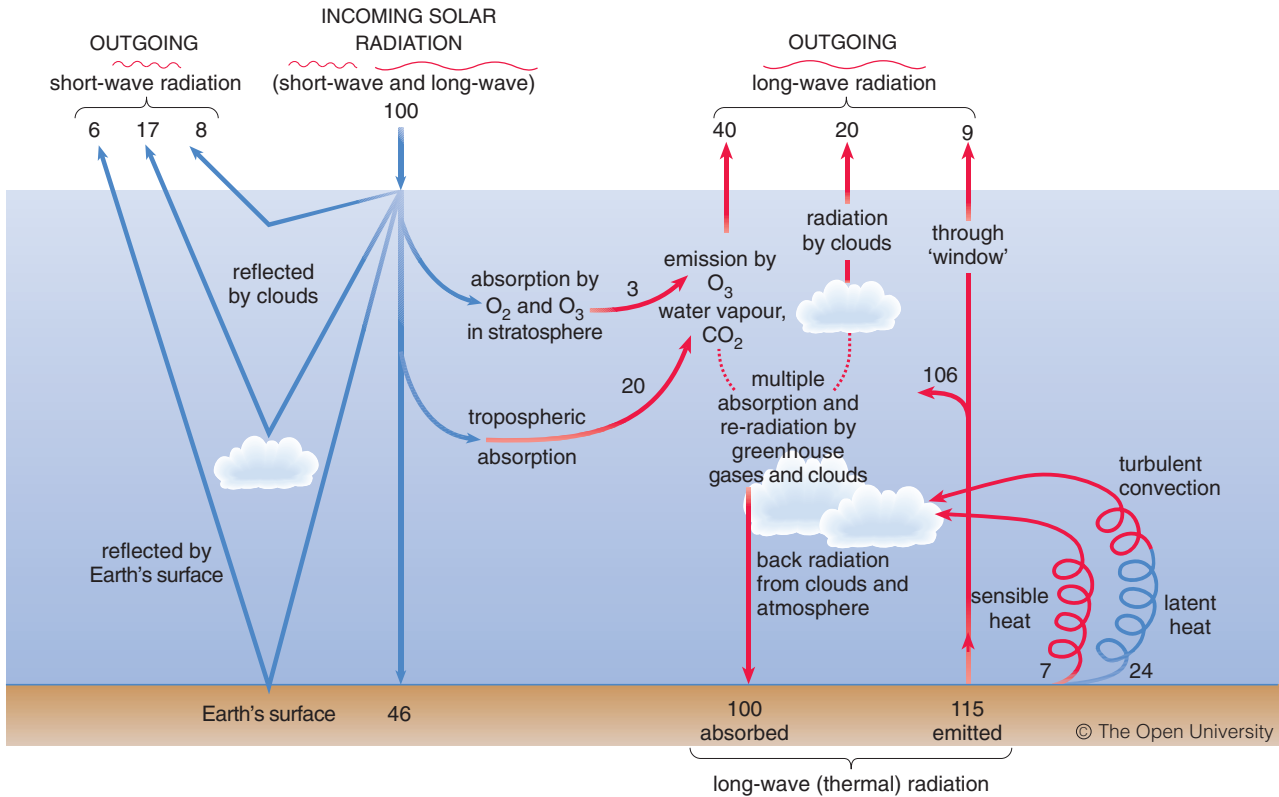 OUTGOING
short-wave radiation
6 17 8
INCOMING SOLAR
RADIATION
(short-wave and long-wave)
100
OUTGOING
long-wave radiation
40 20 9
reflected
by clouds
absorption by
O₂ and O₃
in stratosphere
3
emission by
O₃
water vapour,
CO₂
radiation
by clouds
through
'window'
20
tropospheric
absorption
multiple
absorption and
re-radiation by
greenhouse
gases and clouds
106
turbulent
convection
reflected by
Earth's surface
back radiation
from clouds and
atmosphere
sensible
heat
latent
heat
7 24
Earth's surface
46
100
absorbed
115
emitted
© The Open University
long-wave (thermal) radiation